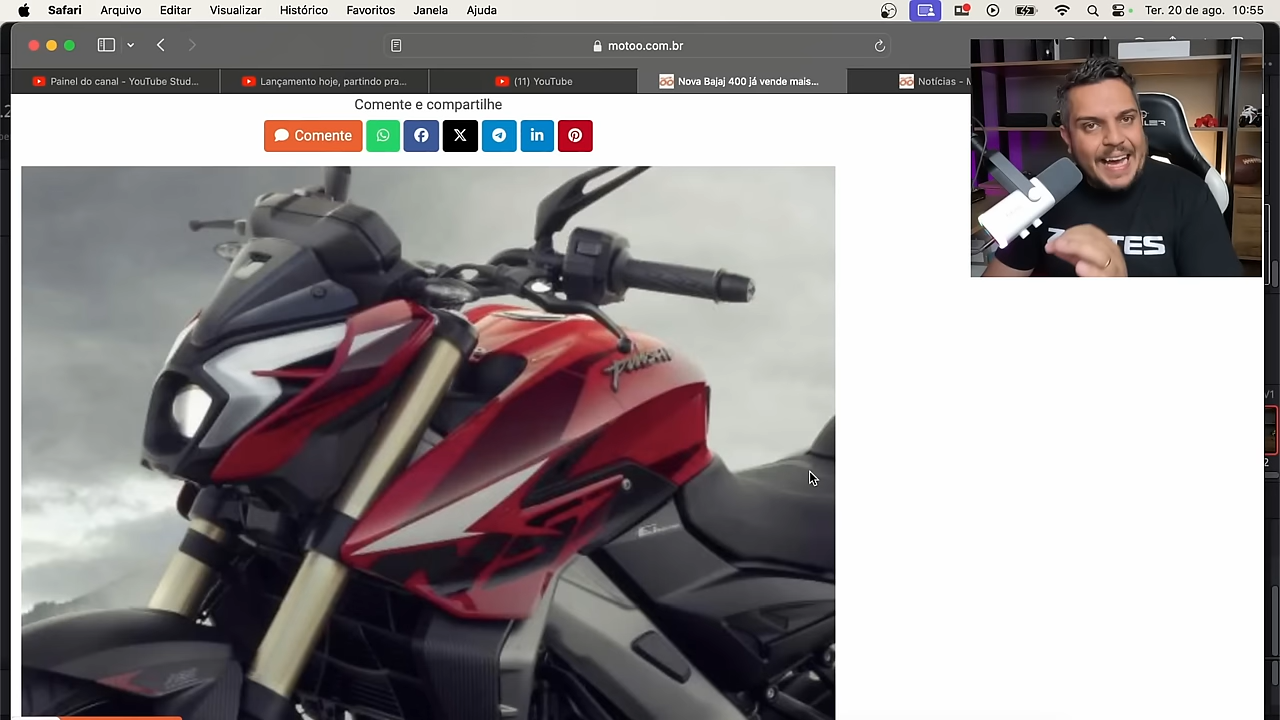 Safari Arquivo Editar Visualizar Histórico Favoritos Janela Ajuda Ter. 20 de ago. 10:55
motoo.com.br
Painel do canal - YouTube Stud... Lançamento hoje, partindo pra... (11) YouTube Nova Bajaj 400 já vende mais... Notícias - M
Comente e compartilhe
Comente
PULSAR